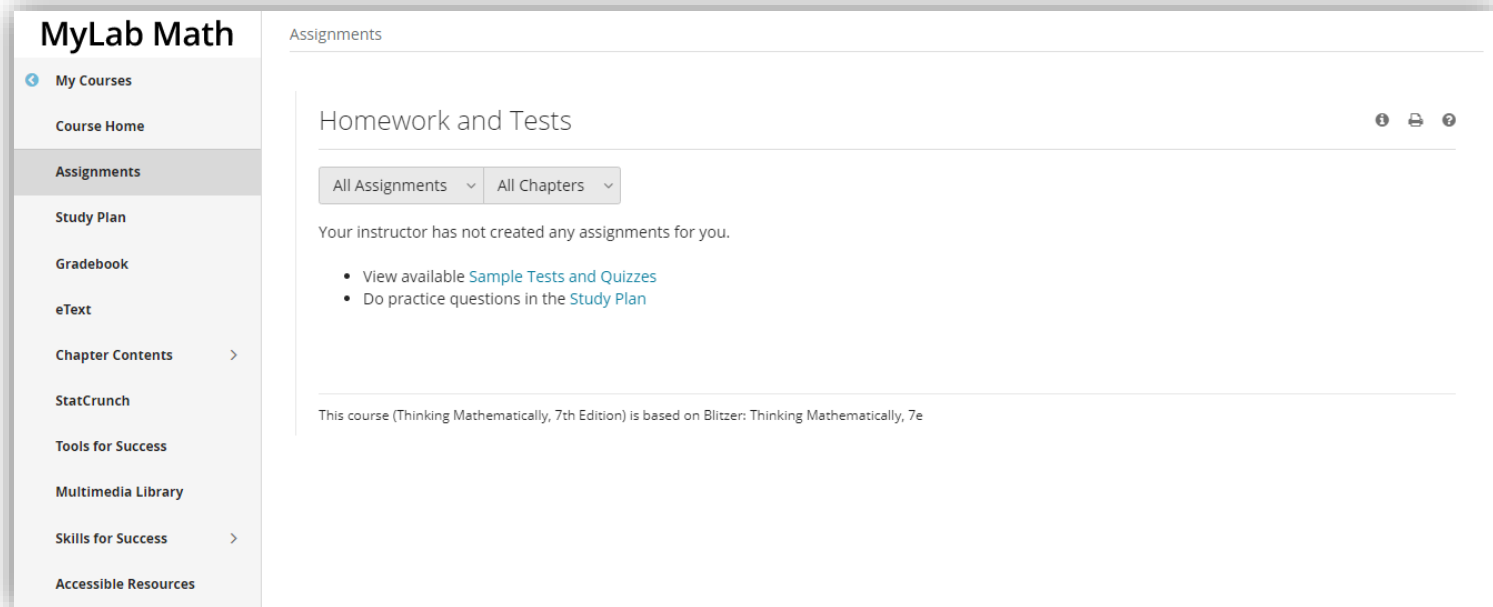 MyLab Math
My Courses
Course Home
Assignments
Study Plan
Gradebook
eText
Chapter Contents
StatCrunch
Tools for Success
Multimedia Library
Skills for Success
Accessible Resources
Assignments
Homework and Tests
All Assignments All Chapters
Your instructor has not created any assignments for you.
• View available Sample Tests and Quizzes
• Do practice questions in the Study Plan
This course (Thinking Mathematically, 7th Edition) is based on Blitzer: Thinking Mathematically, 7e